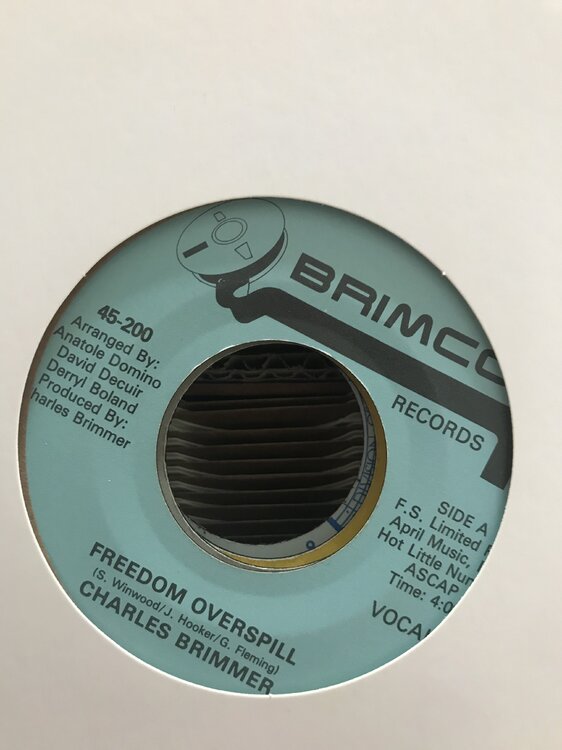 BRIMCO
RECORDS
45-200
Arranged By:
Anatole Domino
David Decuir
Derryl Boland
Produced By:
harles Brimmer
SIDE A
F.S. Limited
April Music,
Hot Little Num
ASCAP
Time: 4:0
VOCA
FREEDOM OVERSPILL
(S. Winwood/J. Hooker/G. Fleming)
CHARLES BRIMMER